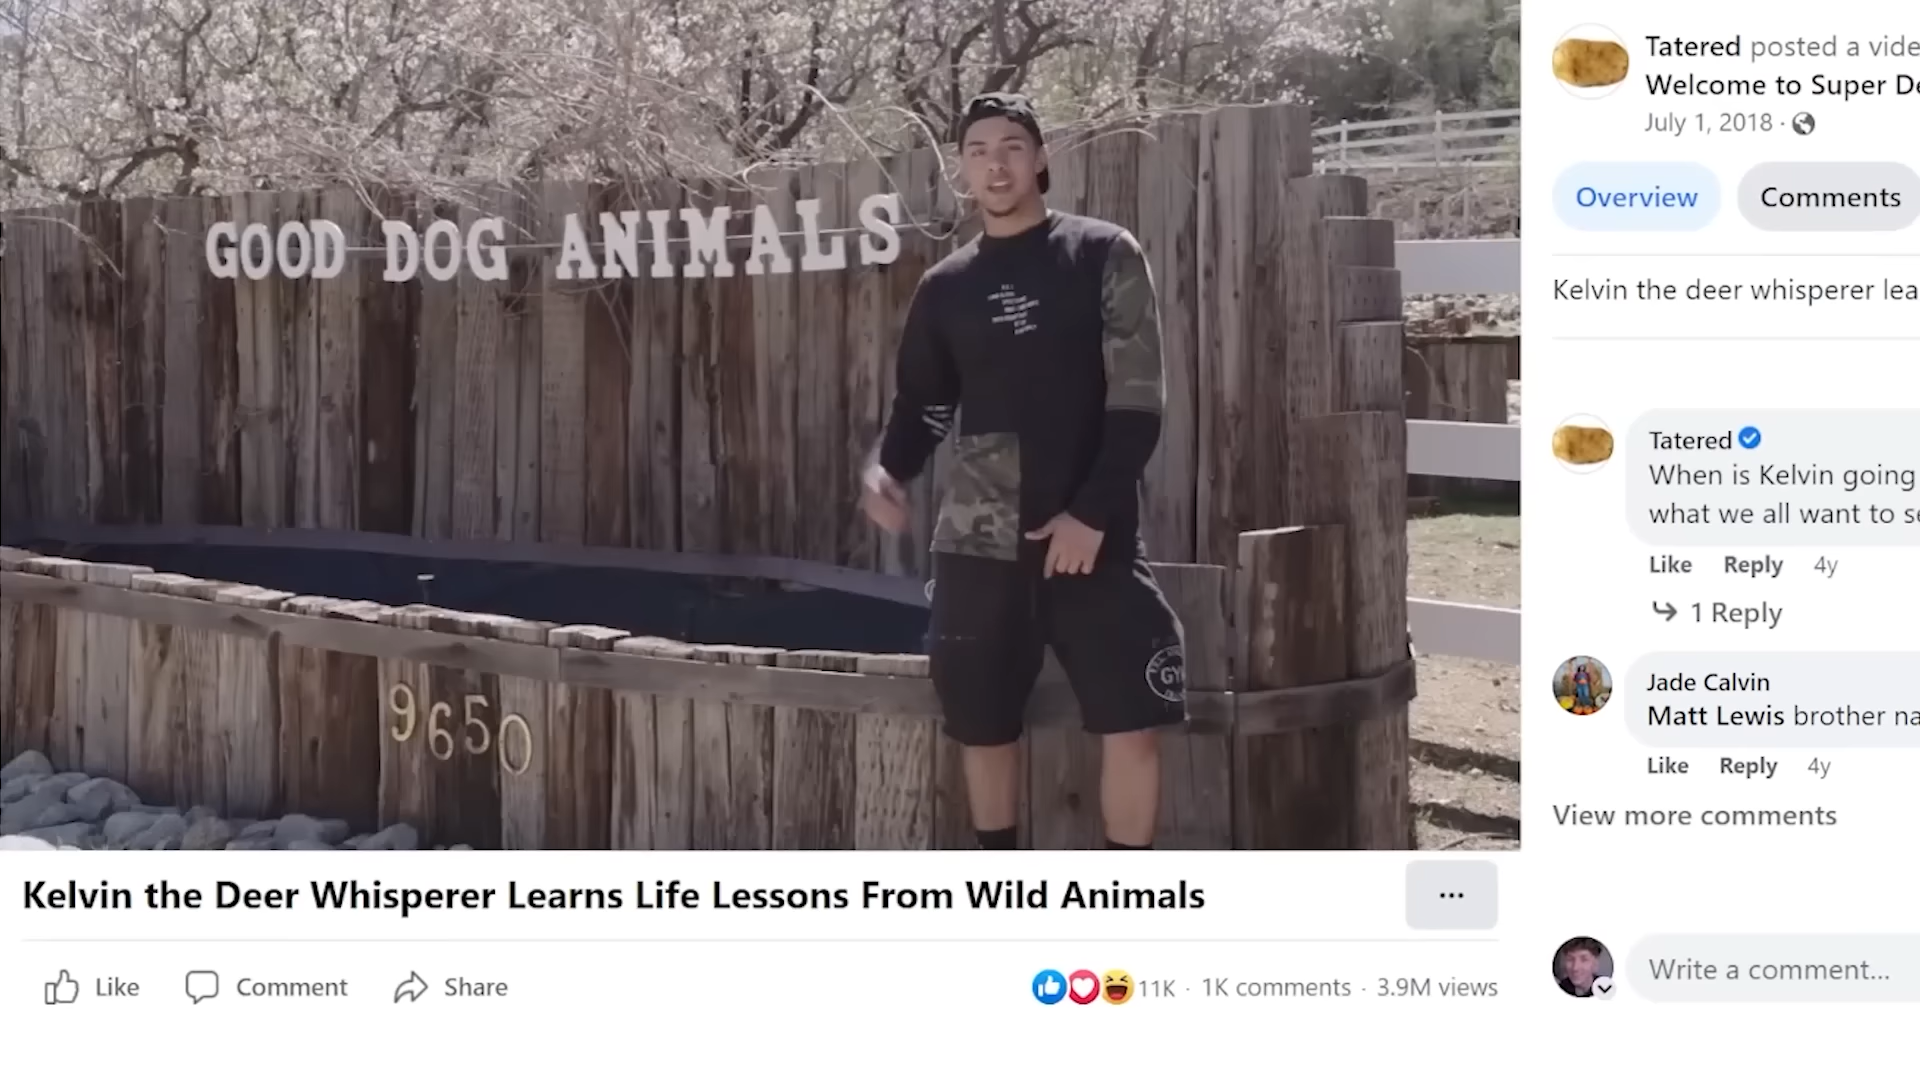 GOOD DOG ANIMALS
9650
GYM
Kelvin the Deer Whisperer Learns Life Lessons From Wild Animals
...
Like
Comment
Share
11K · 1K comments · 3.9M views
Tatered posted a vide
Welcome to Super De
July 1, 2018 ·
Overview
Comments
Kelvin the deer whisperer lea
Tatered
When is Kelvin going
what we all want to se
Like Reply 4y
1 Reply
Jade Calvin
Matt Lewis brother na
Like Reply 4y
View more comments
Write a comment...